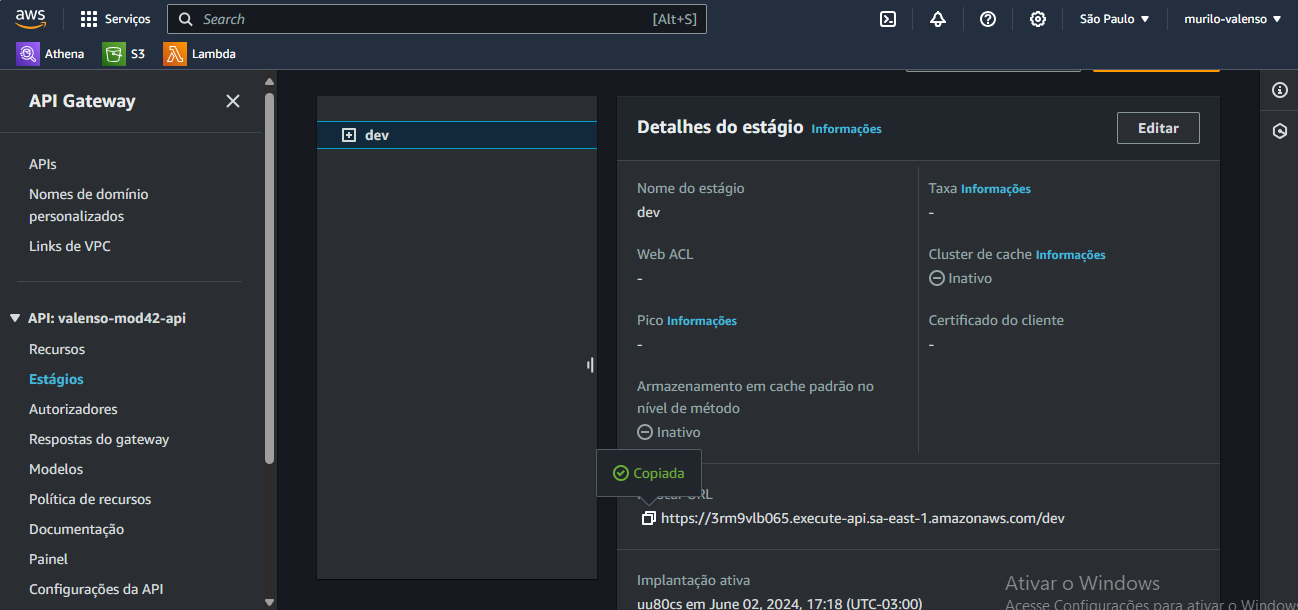 aws
Serviços
Search
[Alt+S]
São Paulo
murilo-valenso
Athena
S3
Lambda
API Gateway
APIs
Nomes de domínio
personalizados
Links de VPC
API: valenso-mod42-api
Recursos
Estágios
Autorizadores
Respostas do gateway
Modelos
Política de recursos
Documentação
Painel
Configurações da API
dev
Detalhes do estágio Informações
Editar
Nome do estágio
dev
Web ACL
-
Pico Informações
-
Armazenamento em cache padrão no
nível de método
Inativo
Taxa Informações
-
Cluster de cache Informações
Inativo
Certificado do cliente
-
Copiada
URL
https://3rm9vlb065.execute-api.sa-east-1.amazonaws.com/dev
Implantação ativa
uu80cs em June 02, 2024, 17:18 (UTC-03:00)
Ativar o Windows
Acesse Configurações para ativar o Windows